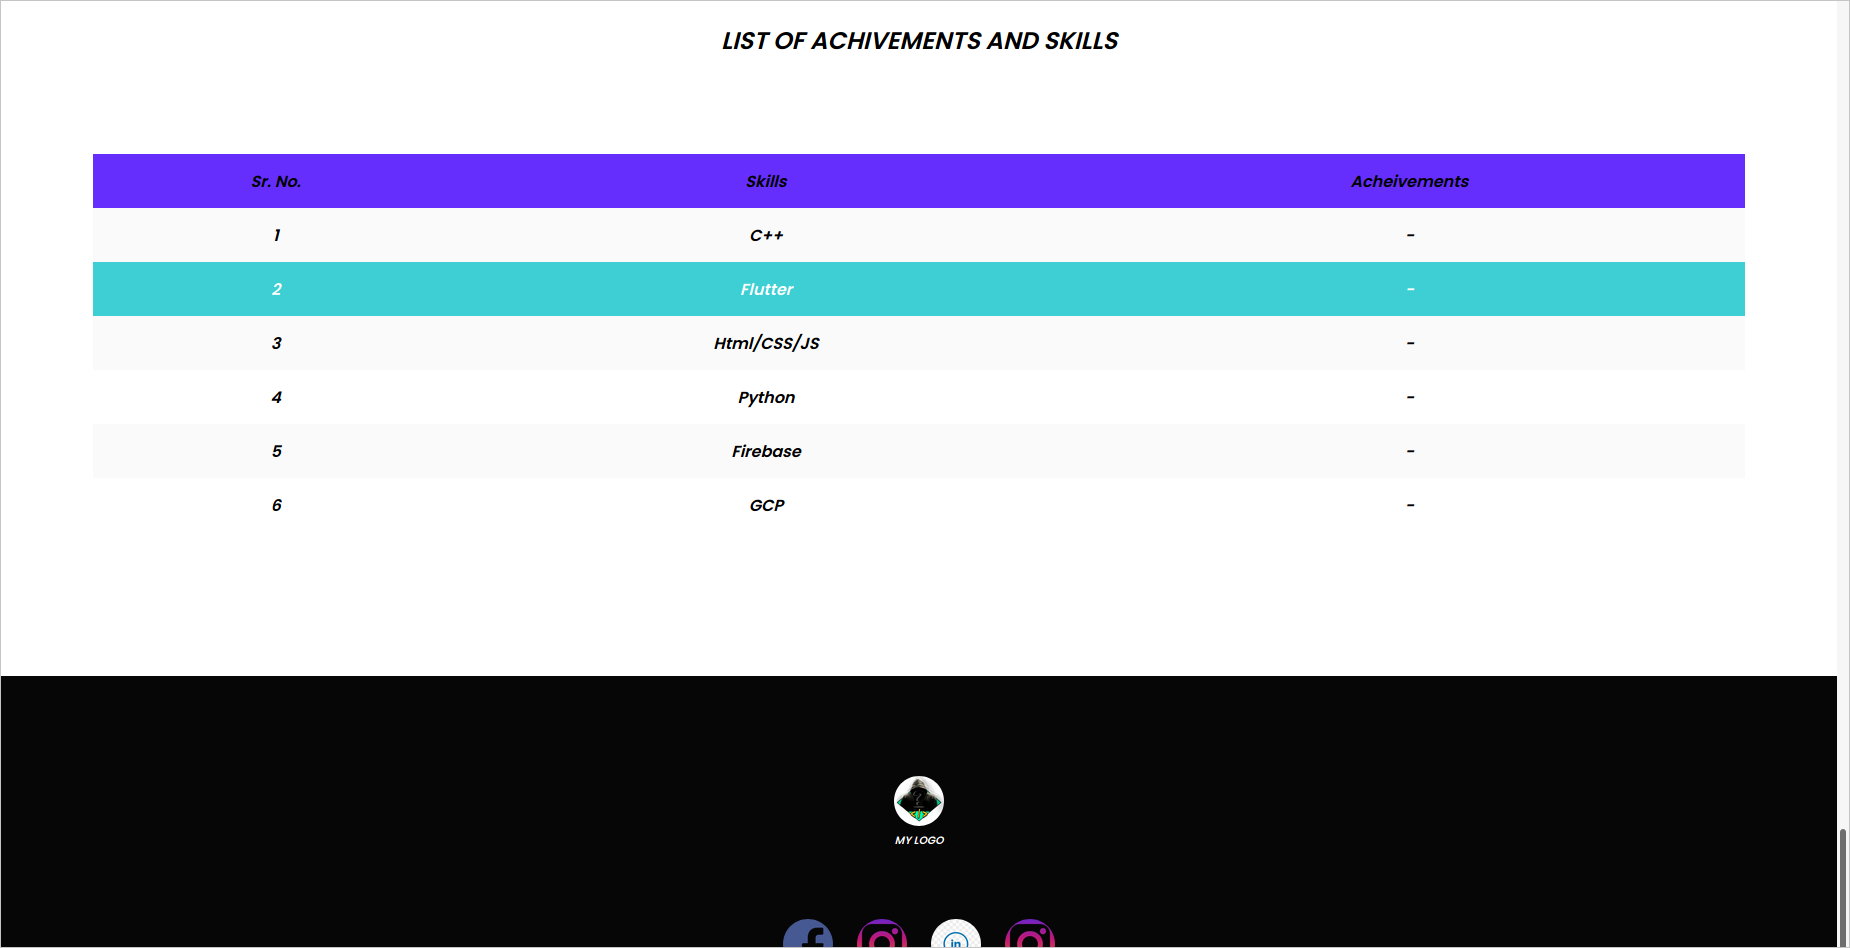 LIST OF ACHIVEMENTS AND SKILLS
Sr. No. Skills Acheivements
1 C++ -
2 Flutter -
3 Html/CSS/JS -
4 Python -
5 Firebase -
6 GCP -
MY LOGO
in